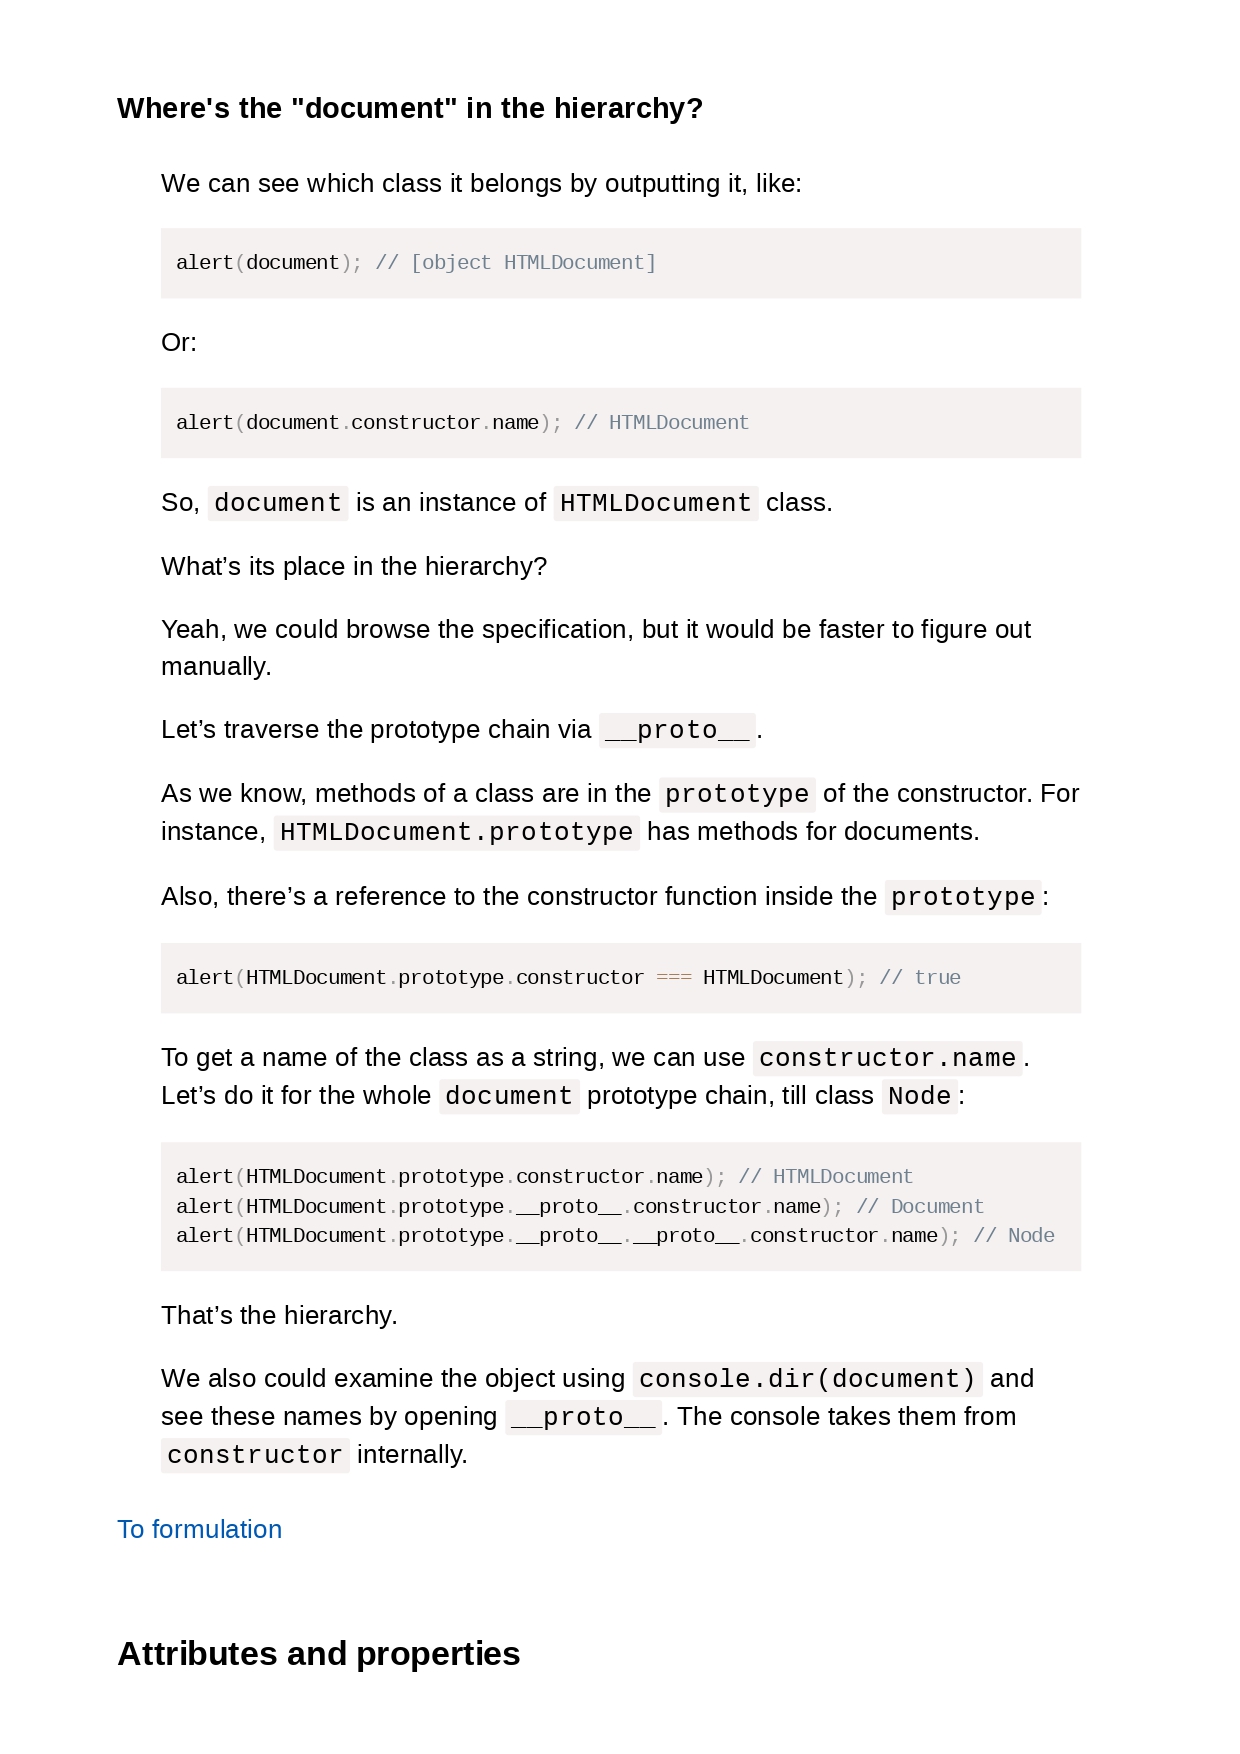 Where's the "document" in the hierarchy?
We can see which class it belongs by outputting it, like:
alert(document); // [object HTMLDocument]
Or:
alert(document.constructor.name); // HTMLDocument
So, document is an instance of HTMLDocument class.
What’s its place in the hierarchy?
Yeah, we could browse the specification, but it would be faster to figure out
manually.
Let’s traverse the prototype chain via __proto__.
As we know, methods of a class are in the prototype of the constructor. For
instance, HTMLDocument.prototype has methods for documents.
Also, there’s a reference to the constructor function inside the prototype:
alert(HTMLDocument.prototype.constructor === HTMLDocument); // true
To get a name of the class as a string, we can use constructor.name.
Let’s do it for the whole document prototype chain, till class Node:
alert(HTMLDocument.prototype.constructor.name); // HTMLDocument
alert(HTMLDocument.prototype.__proto__.constructor.name); // Document
alert(HTMLDocument.prototype.__proto__.__proto__.constructor.name); // Node
That’s the hierarchy.
We also could examine the object using console.dir(document) and
see these names by opening __proto__. The console takes them from
constructor internally.
To formulation
Attributes and properties